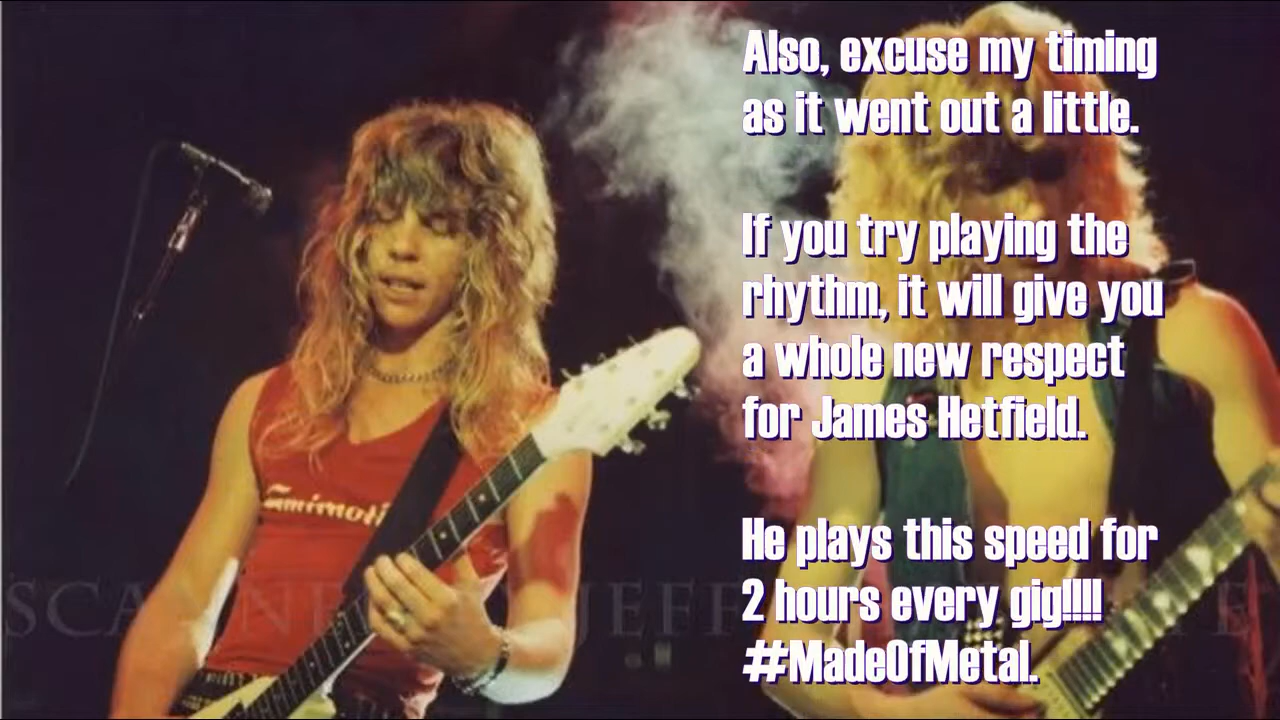 Also, excuse my timing
as it went out a little.
If you try playing the
rhythm, it will give you
a whole new respect
for James Hetfield.
He plays this speed for
2 hours every gig!!!!
#MadeOfMetal.
JEFF